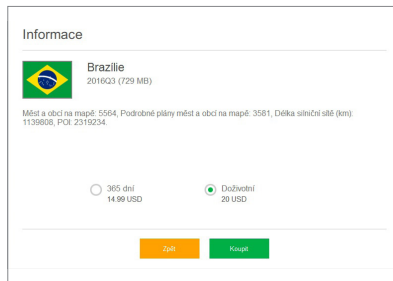 Informace
Brazílie
2016Q3 (729 MB)
Měst a obcí na mapě: 5564, Podrobné plány měst a obcí na mapě: 3581, Délka silniční sítě (km):
1139808, POI: 2319234.
365 dní
14.99 USD
Doživotní
20 USD
Zpět
Koupit